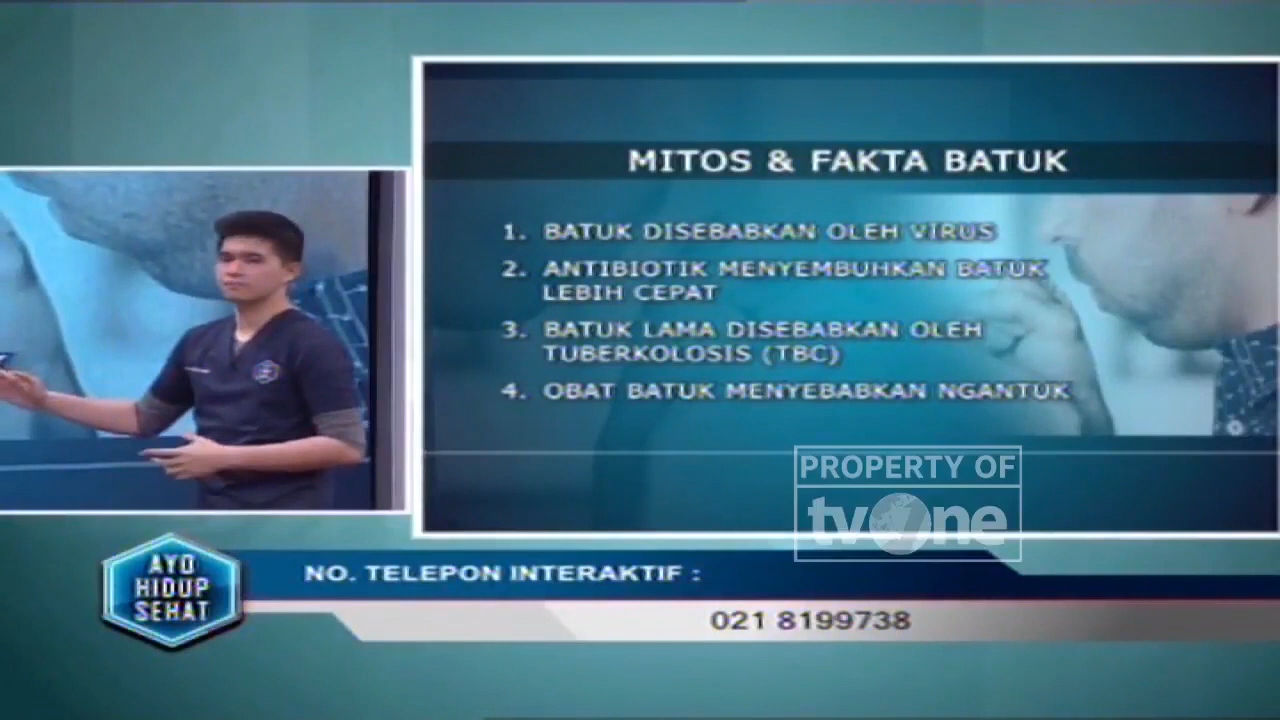 MITOS & FAKTA BATUK
1. BATUK DISEBABKAN OLEH VIRUS
2. ANTIBIOTIK MENYEMBUHKAN BATUK
LEBIH CEPAT
3. BATUK LAMA DISEBABKAN OLEH
TUBERKOLOSIS (TBC)
4. OBAT BATUK MENYEBABKAN NGANTUK
PROPERTY OF
tvOne
AYO
HIDUP
SEHAT
NO. TELEPON INTERAKTIF :
021 8199738